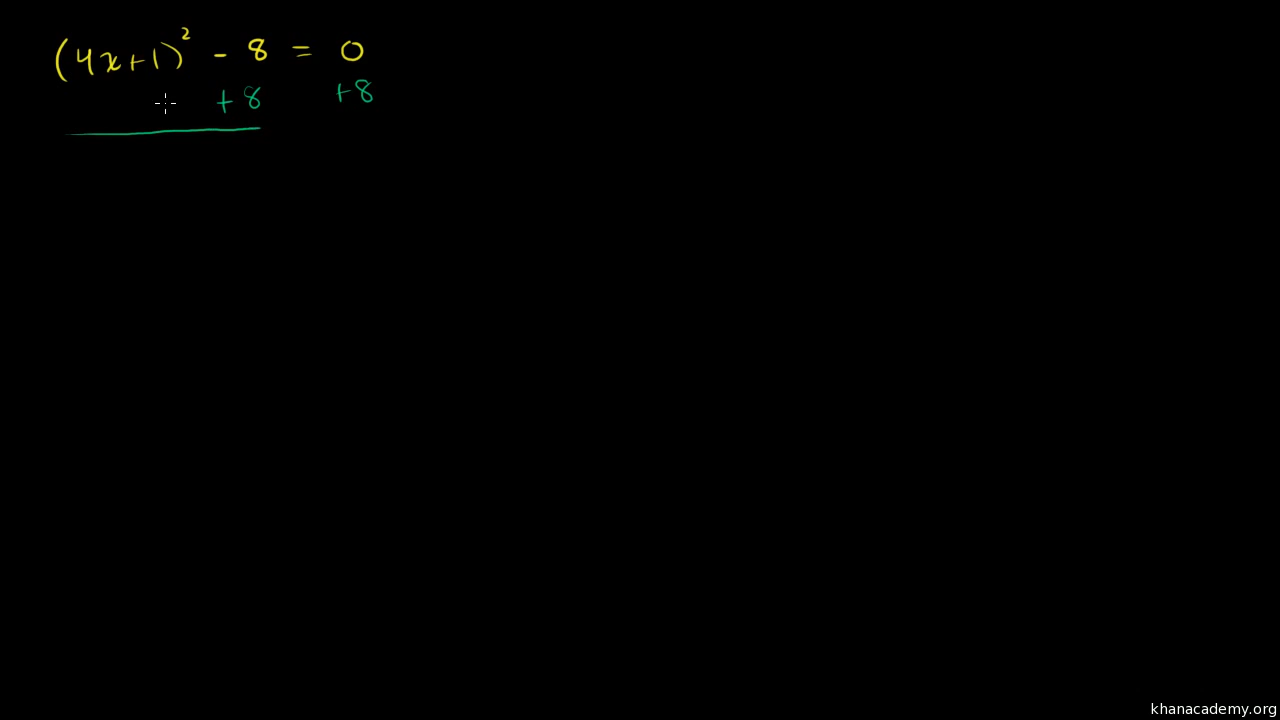 (4x+1)² - 8 = 0
+8 +8
khanacademy.org